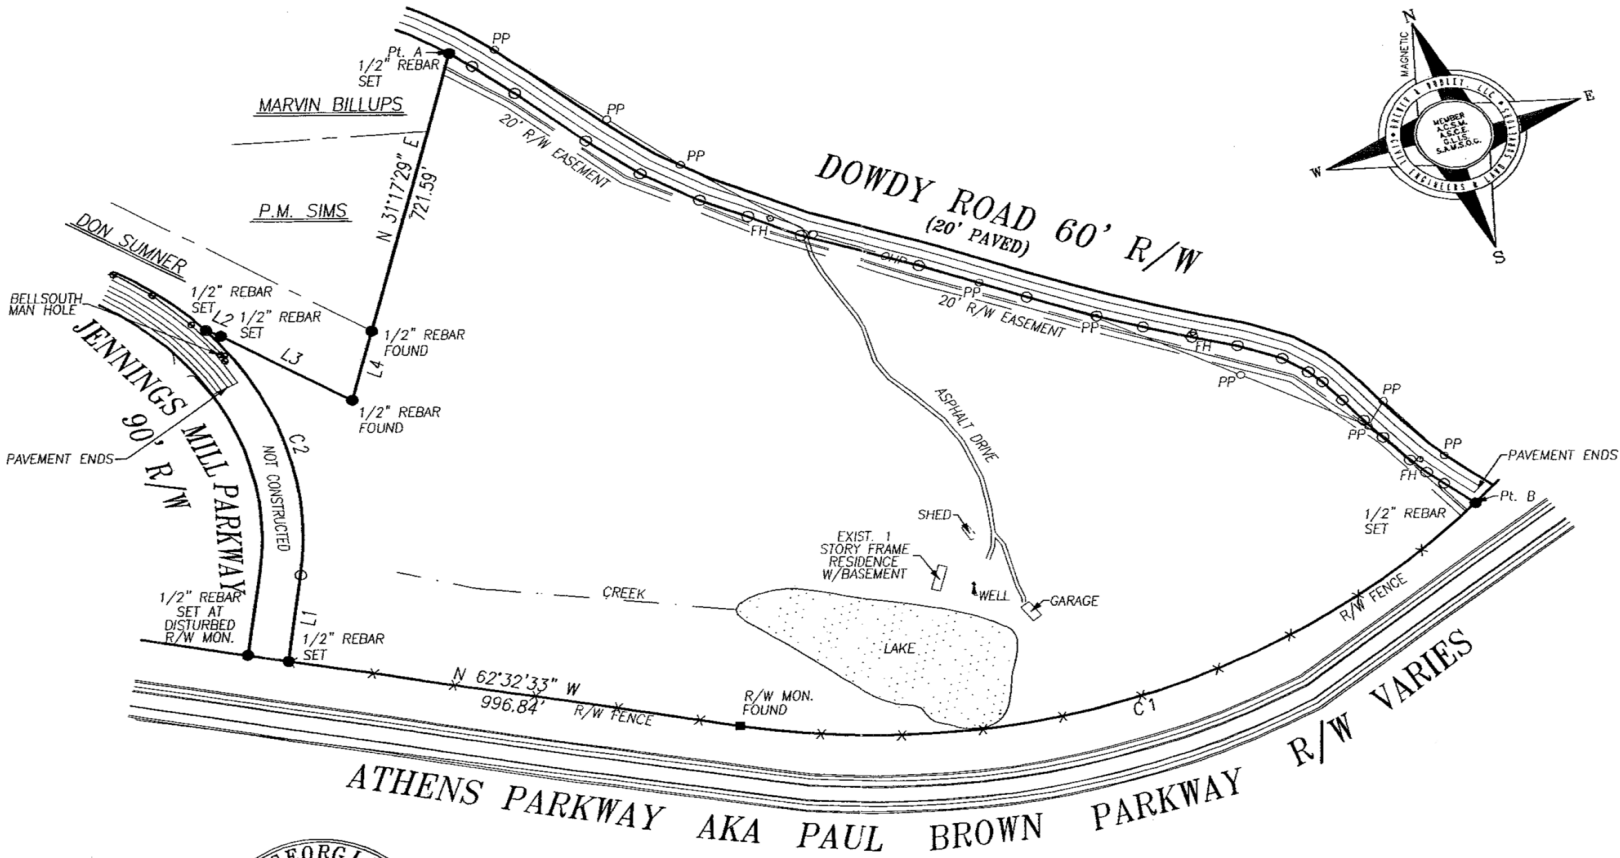 PP
Pt. A
1/2" REBAR
SET
MARVIN BILLUPS
N 31°17'29" E
721.59'
P.M. SIMS
DON SUMNER
20' R/W EASEMENT
PP
PP
FH
DOWDY ROAD 60' R/W
(20' PAVED)
OHP
PP
20' R/W EASEMENT
PP
FH
PP
PP
PP
PP
FH
PAVEMENT ENDS
Pt. B
1/2" REBAR
SET
N
MAGNETIC
E
W
S
CIVIL ENGINEERS & LAND SURVEYORS
MEMBER
A.C.S.M.
A.S.C.E.
G.L.I.S.
S.A.M.S.O.G.
BELLSOUTH
MAN HOLE
1/2" REBAR
SET
L2
1/2" REBAR
SET
L3
L4
1/2" REBAR
FOUND
1/2" REBAR
FOUND
JENNINGS MILL PARKWAY
90' R/W
PAVEMENT ENDS
C2
NOT CONSTRUCTED
L1
1/2" REBAR
SET AT
DISTURBED
R/W MON.
1/2" REBAR
SET
ASPHALT DRIVE
SHED
EXIST. 1
STORY FRAME
RESIDENCE
W/BASEMENT
WELL
GARAGE
CREEK
LAKE
N 62°32'33" W
996.84'
R/W FENCE
R/W MON.
FOUND
C1
R/W FENCE
ATHENS PARKWAY AKA PAUL BROWN PARKWAY R/W VARIES
GEORGIA